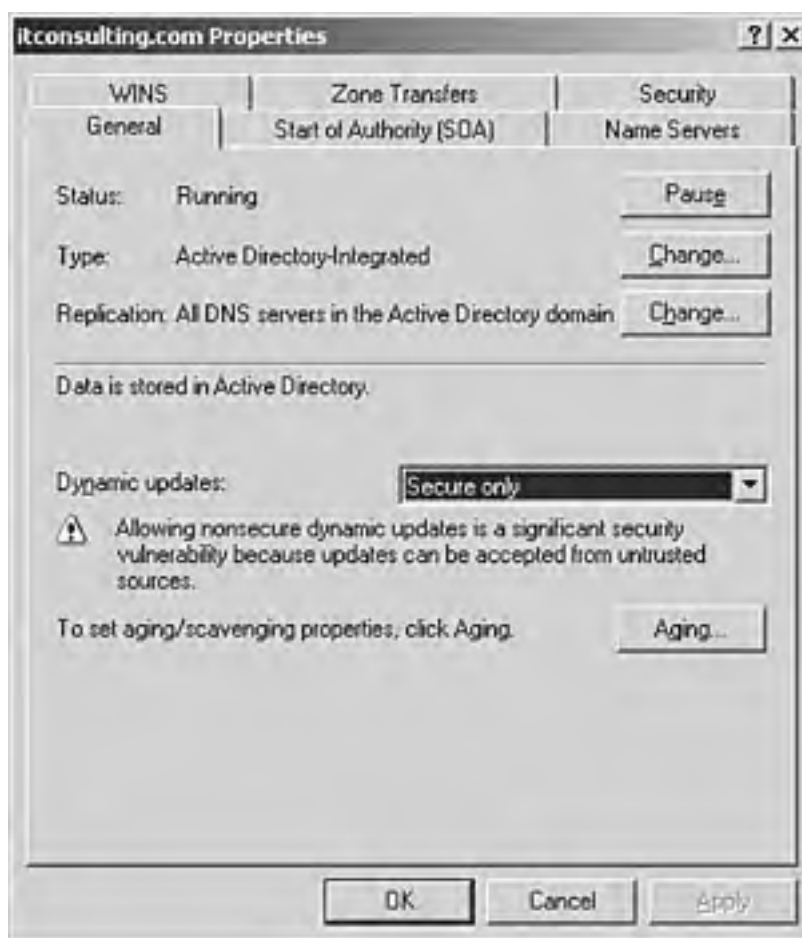 itconsulting.com Properties
? X
WINS Zone Transfers Security
General Start of Authority (SOA) Name Servers
Status: Running Pause
Type: Active Directory-Integrated Change...
Replication: All DNS servers in the Active Directory domain Change...
Data is stored in Active Directory.
Dynamic updates: Secure only
Allowing nonsecure dynamic updates is a significant security
vulnerability because updates can be accepted from untrusted
sources.
To set aging/scavenging properties, click Aging. Aging...
OK Cancel Apply